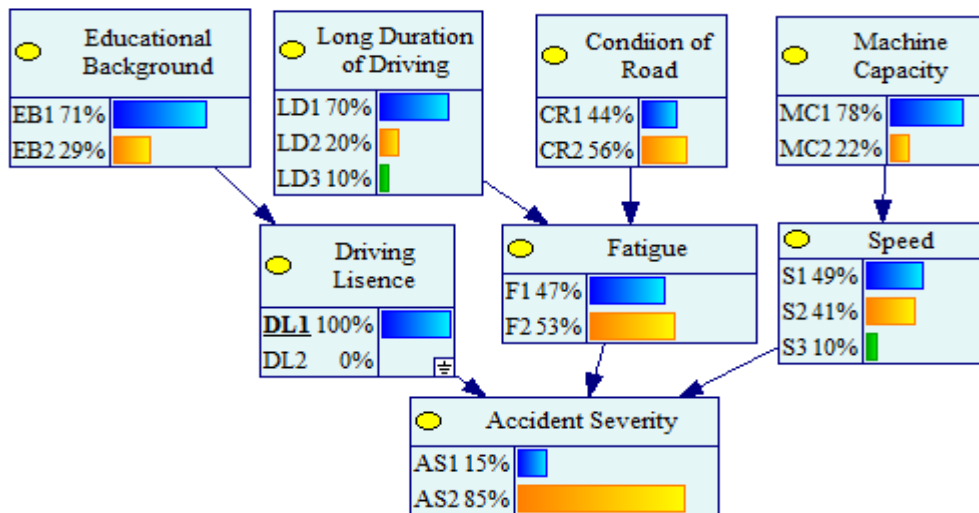 Educational
Background
EB1 71%
EB2 29%
Long Duration
of Driving
LD1 70%
LD2 20%
LD3 10%
Condiion of
Road
CR1 44%
CR2 56%
Machine
Capacity
MC1 78%
MC2 22%
Driving
Lisence
DL1 100%
DL2 0%
Fatigue
F1 47%
F2 53%
Speed
S1 49%
S2 41%
S3 10%
Accident Severity
AS1 15%
AS2 85%